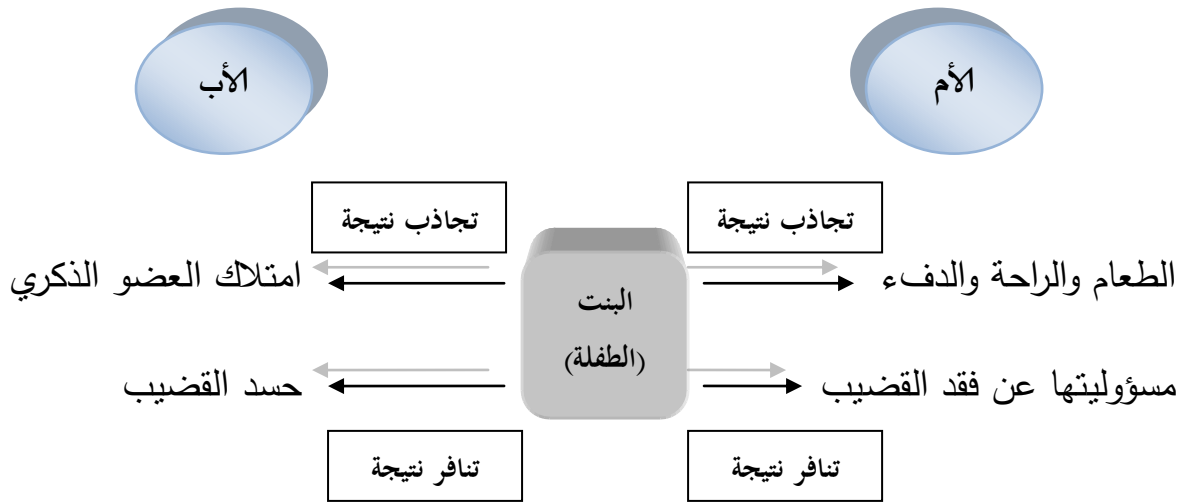 الأم
الأب
تجاذب نتيجة
تجاذب نتيجة
الطعام والراحة والدفء
البنت
(الطفلة)
امتلاك العضو الذكري
مسؤوليتها عن فقد القضيب
حسد القضيب
تنافر نتيجة
تنافر نتيجة